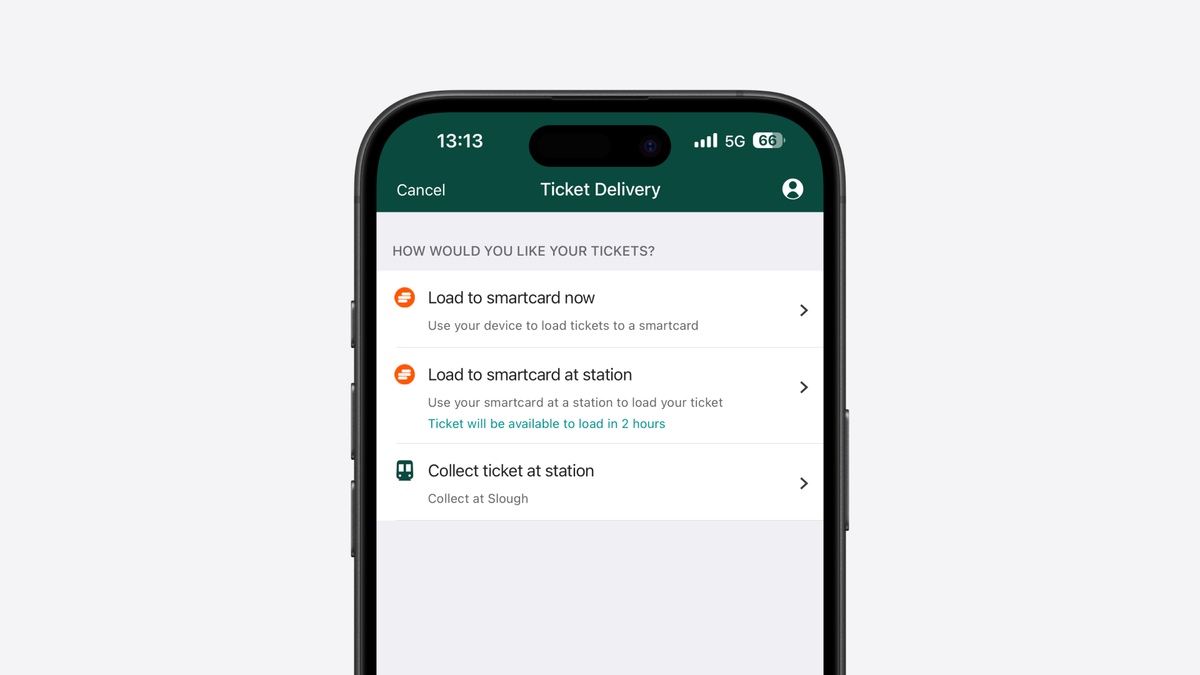 13:13
5G 66
Cancel Ticket Delivery
HOW WOULD YOU LIKE YOUR TICKETS?
Load to smartcard now
Use your device to load tickets to a smartcard
Load to smartcard at station
Use your smartcard at a station to load your ticket
Ticket will be available to load in 2 hours
Collect ticket at station
Collect at Slough